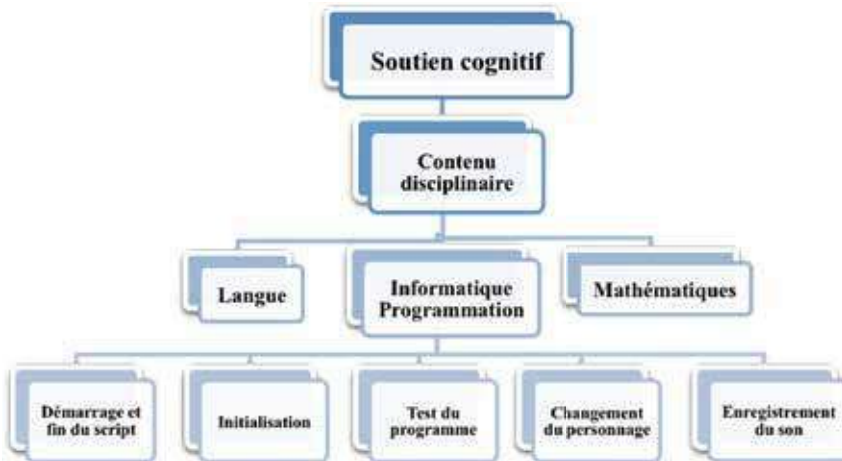 Soutien cognitif
Contenu
disciplinaire
Langue
Informatique
Programmation
Mathématiques
Démarrage et
fin du script
Initialisation
Test du
programme
Changement
du personnage
Enregistrement
du son